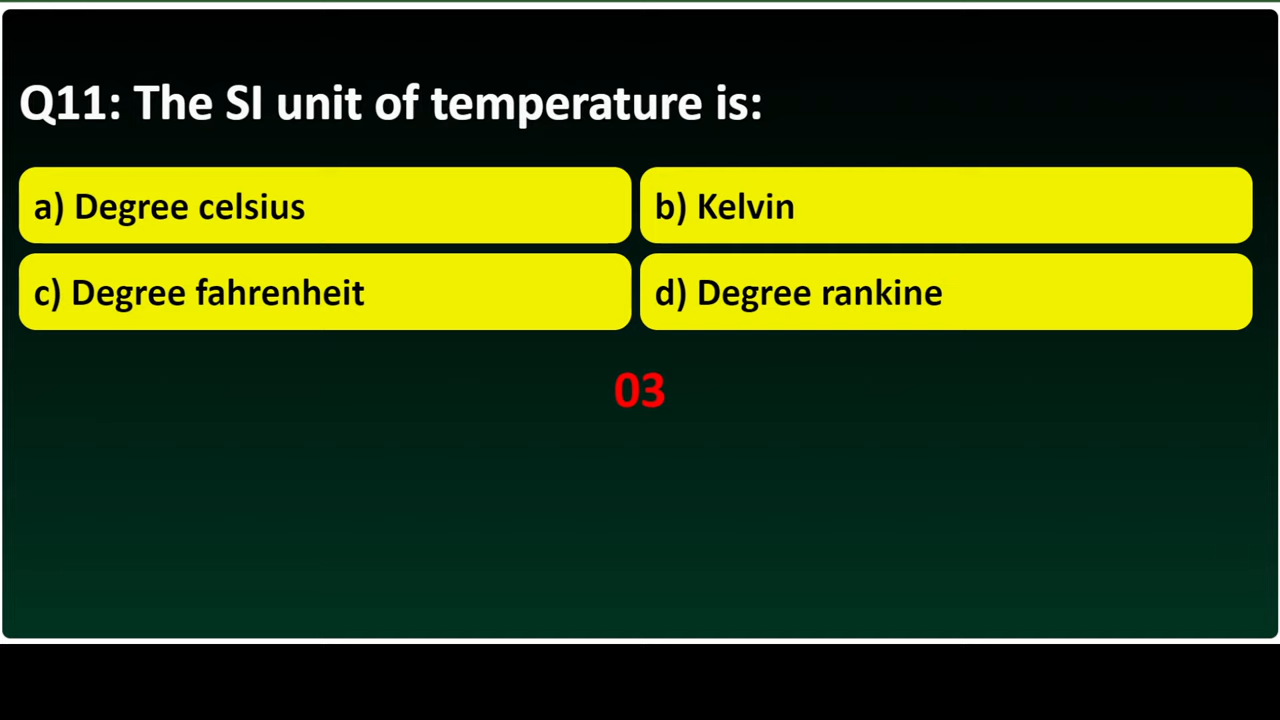 Q11: The SI unit of temperature is:
a) Degree celsius
b) Kelvin
c) Degree fahrenheit
d) Degree rankine
03